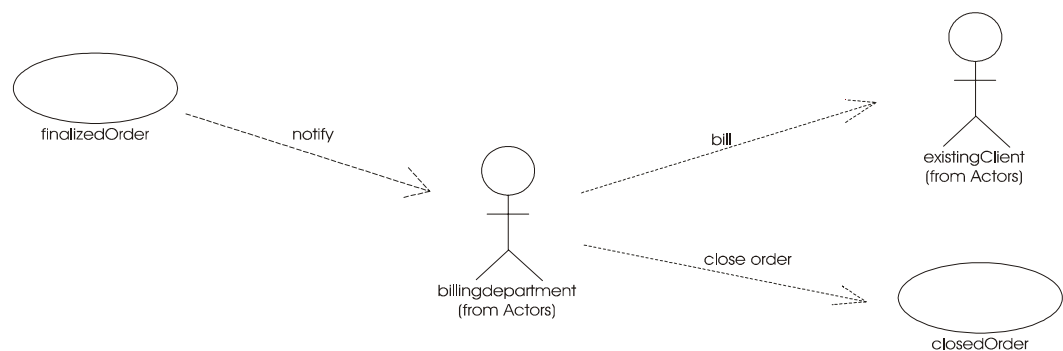 finalizedOrder
notify
billingdepartment
(from Actors)
bill
existingClient
(from Actors)
close order
closedOrder